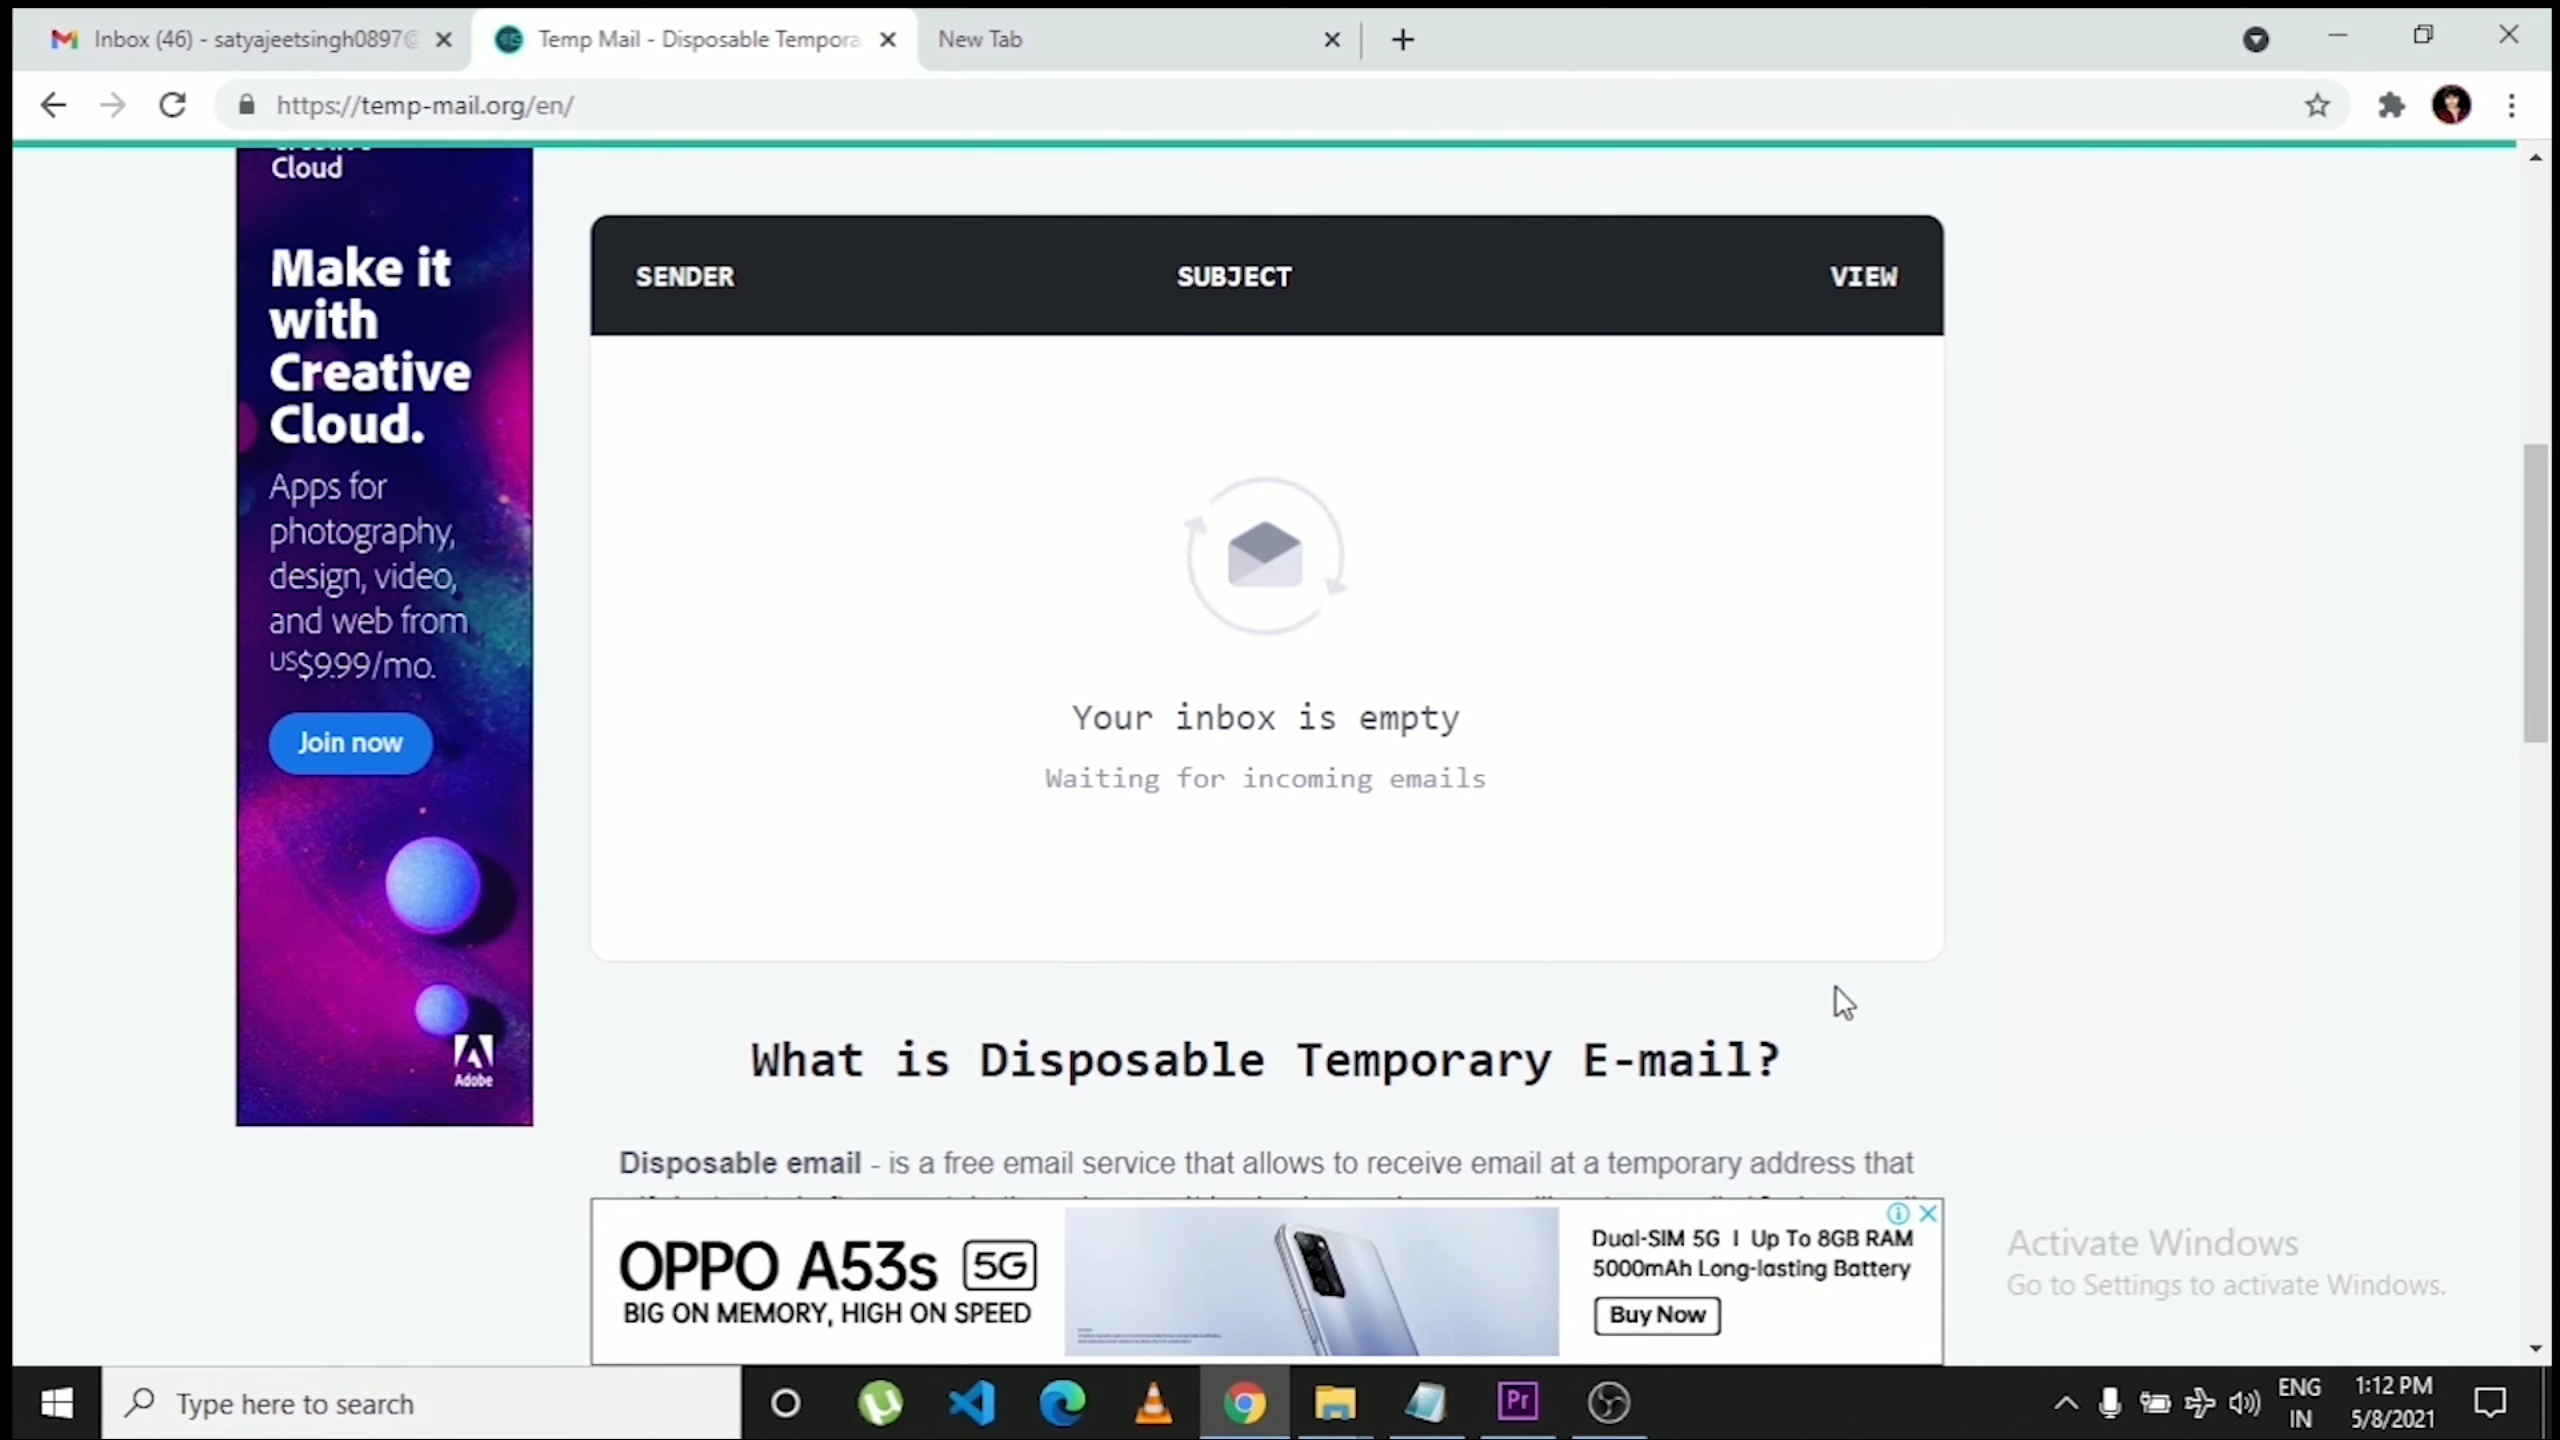 Inbox (46) - satyajeetsingh0897@
Temp Mail - Disposable Tempora
New Tab
https://temp-mail.org/en/
Cloud
Make it
with
Creative
Cloud.
Apps for
photography,
design, video,
and web from
US$9.99/mo.
Join now
Adobe
SENDER SUBJECT VIEW
Your inbox is empty
Waiting for incoming emails
What is Disposable Temporary E-mail?
Disposable email - is a free email service that allows to receive email at a temporary address that
OPPO A53s 5G
BIG ON MEMORY, HIGH ON SPEED
Dual-SIM 5G | Up To 8GB RAM
5000mAh Long-lasting Battery
Buy Now
Activate Windows
Go to Settings to activate Windows.
Type here to search
Pr
ENG
IN
1:12 PM
5/8/2021